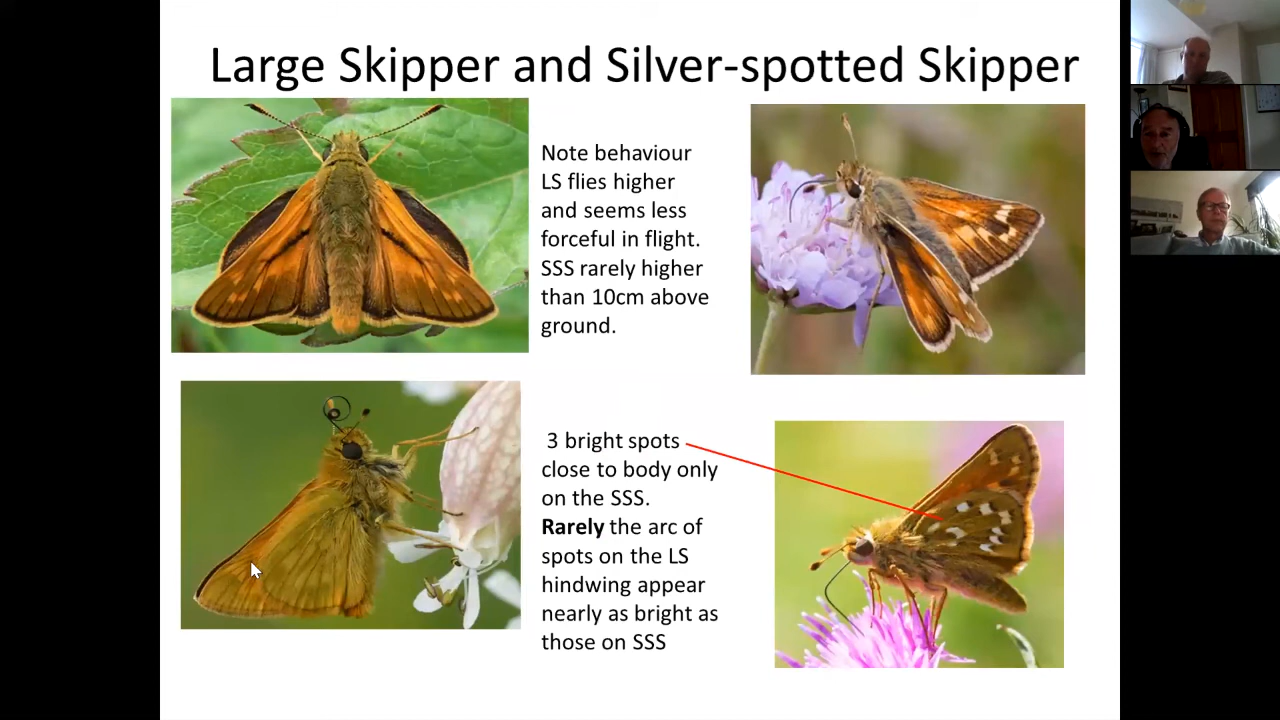 Large Skipper and Silver-spotted Skipper
Note behaviour
LS flies higher
and seems less
forceful in flight.
SSS rarely higher
than 10cm above
ground.
3 bright spots
close to body only
on the SSS.
Rarely the arc of
spots on the LS
hindwing appear
nearly as bright as
those on SSS